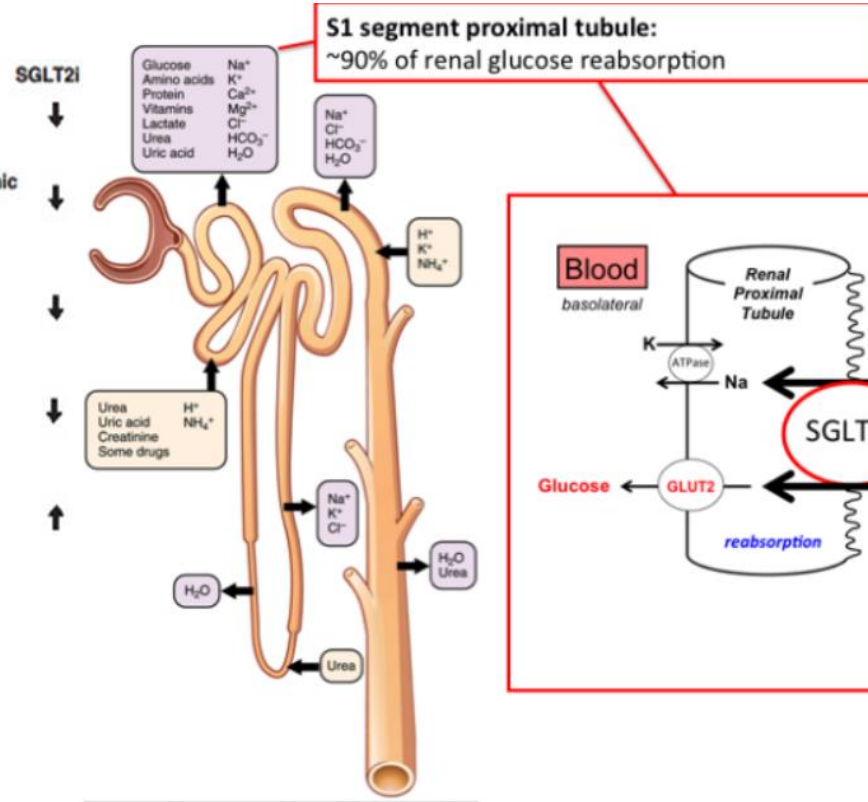 S1 segment proximal tubule:
~90% of renal glucose reabsorption
SGLT2i
Glucose Na⁺
Amino acids K⁺
Protein Ca²⁺
Vitamins Mg²⁺
Lactate Cl⁻
Urea HCO₃⁻
Uric acid H₂O
Na⁺
Cl⁻
HCO₃⁻
H₂O
nic
H⁺
K⁺
NH₄⁺
Urea H⁺
Uric acid NH₄⁺
Creatinine
Some drugs
Na⁺
K⁺
Cl⁻
H₂O
H₂O
Urea
Urea
Blood
basolateral
Renal
Proximal
Tubule
K
ATPase
Na
SGLT
Glucose
GLUT2
reabsorption